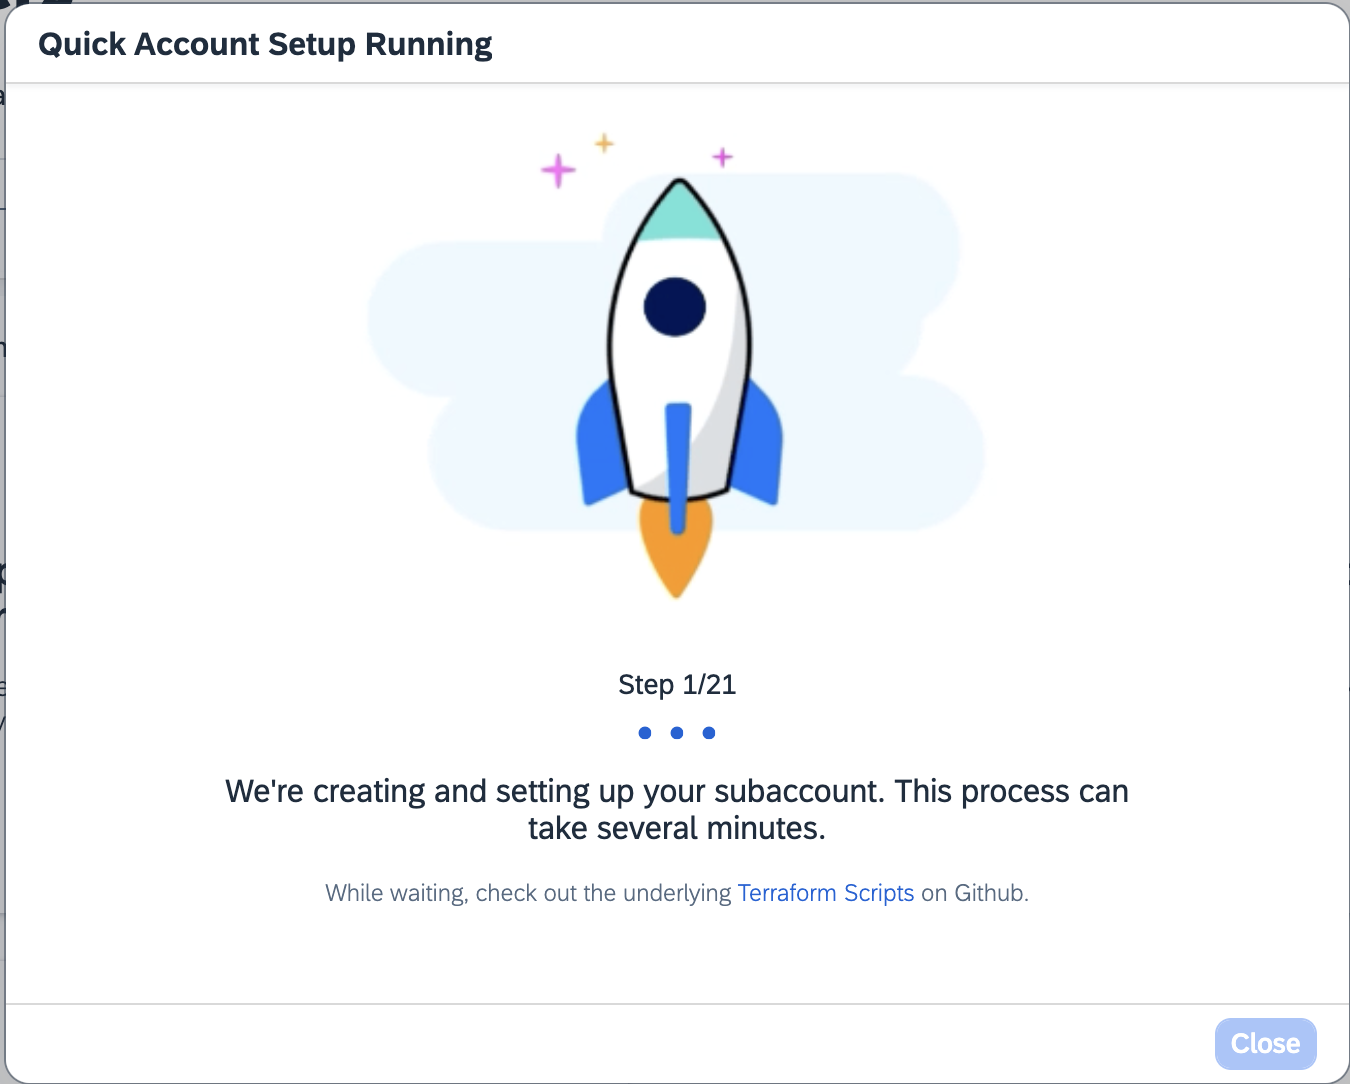 Quick Account Setup Running
Step 1/21
We're creating and setting up your subaccount. This process can
take several minutes.
While waiting, check out the underlying Terraform Scripts on Github.
Close